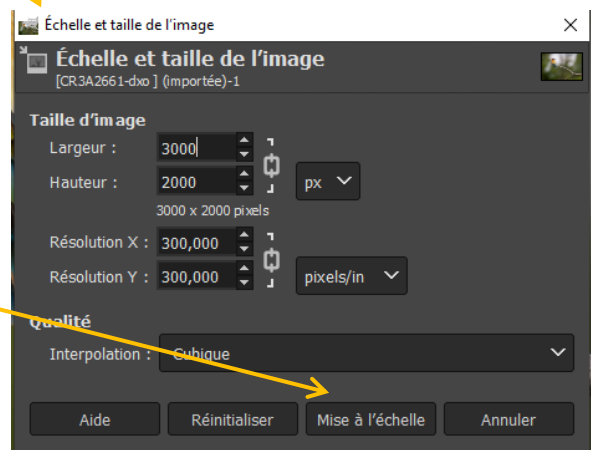 Échelle et taille de l'image
Échelle et taille de l'image
[CR3A2661-dxo ] (importée)-1
Taille d'image
Largeur : 3000
Hauteur : 2000 px
3000 x 2000 pixels
Résolution X : 300,000
Résolution Y : 300,000 pixels/in
Qualité
Interpolation : Cubique
Aide Réinitialiser Mise à l'échelle Annuler